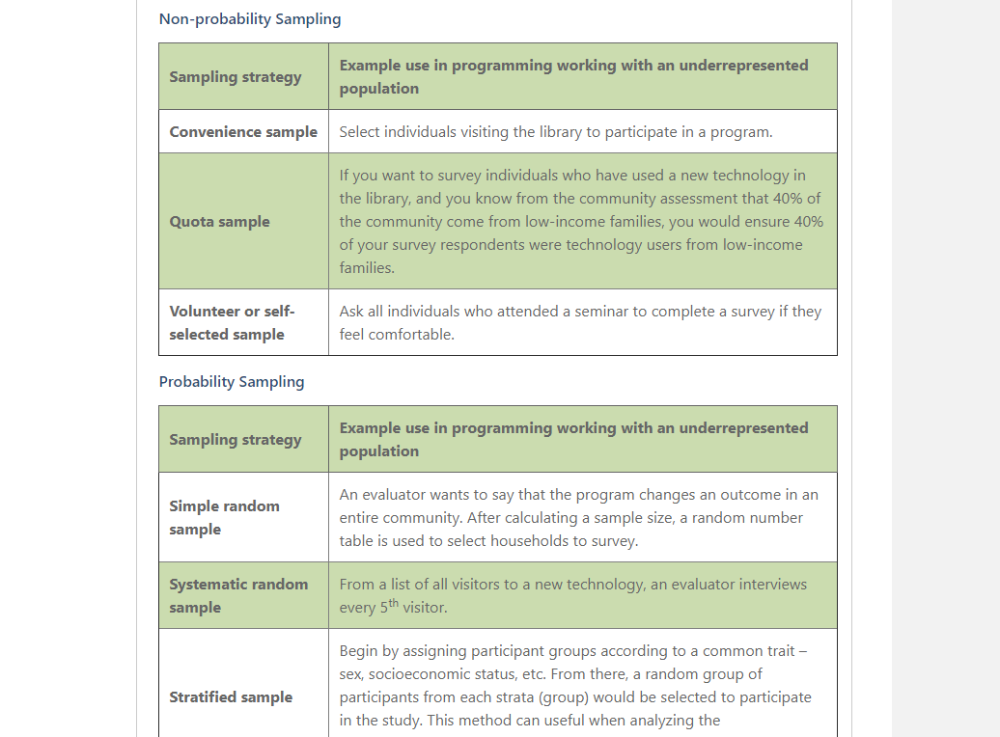 Non-probability Sampling
Sampling strategy
Example use in programming working with an underrepresented
population
Convenience sample
Select individuals visiting the library to participate in a program.
Quota sample
If you want to survey individuals who have used a new technology in
the library, and you know from the community assessment that 40% of
the community come from low-income families, you would ensure 40%
of your survey respondents were technology users from low-income
families.
Volunteer or self-
selected sample
Ask all individuals who attended a seminar to complete a survey if they
feel comfortable.
Probability Sampling
Sampling strategy
Example use in programming working with an underrepresented
population
Simple random
sample
An evaluator wants to say that the program changes an outcome in an
entire community. After calculating a sample size, a random number
table is used to select households to survey.
Systematic random
sample
From a list of all visitors to a new technology, an evaluator interviews
every 5th visitor.
Stratified sample
Begin by assigning participant groups according to a common trait –
sex, socioeconomic status, etc. From there, a random group of
participants from each strata (group) would be selected to participate
in the study. This method can useful when analyzing the